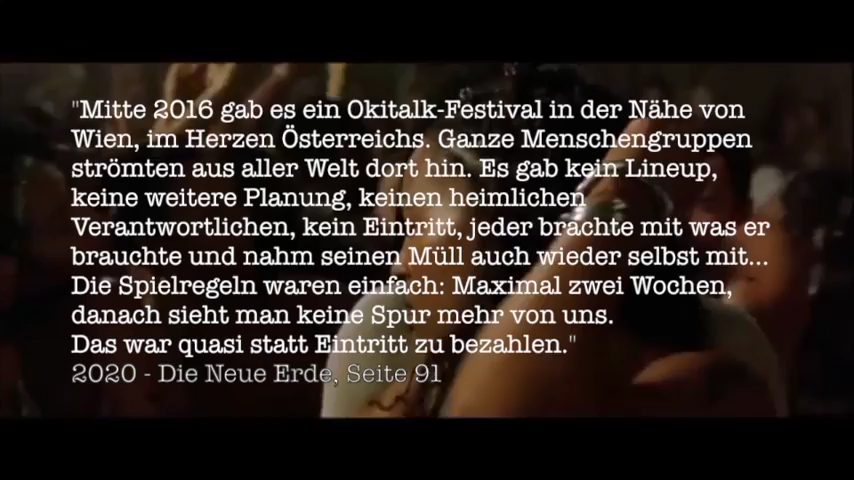 "Mitte 2016 gab es ein Okitalk-Festival in der Nähe von
Wien, im Herzen Österreichs. Ganze Menschengruppen
strömten aus aller Welt dort hin. Es gab kein Lineup,
keine weitere Planung, keinen heimlichen
Verantwortlichen, kein Eintritt, jeder brachte mit was er
brauchte und nahm seinen Müll auch wieder selbst mit...
Die Spielregeln waren einfach: Maximal zwei Wochen,
danach sieht man keine Spur mehr von uns.
Das war quasi statt Eintritt zu bezahlen."
2020 - Die Neue Erde, Seite 91